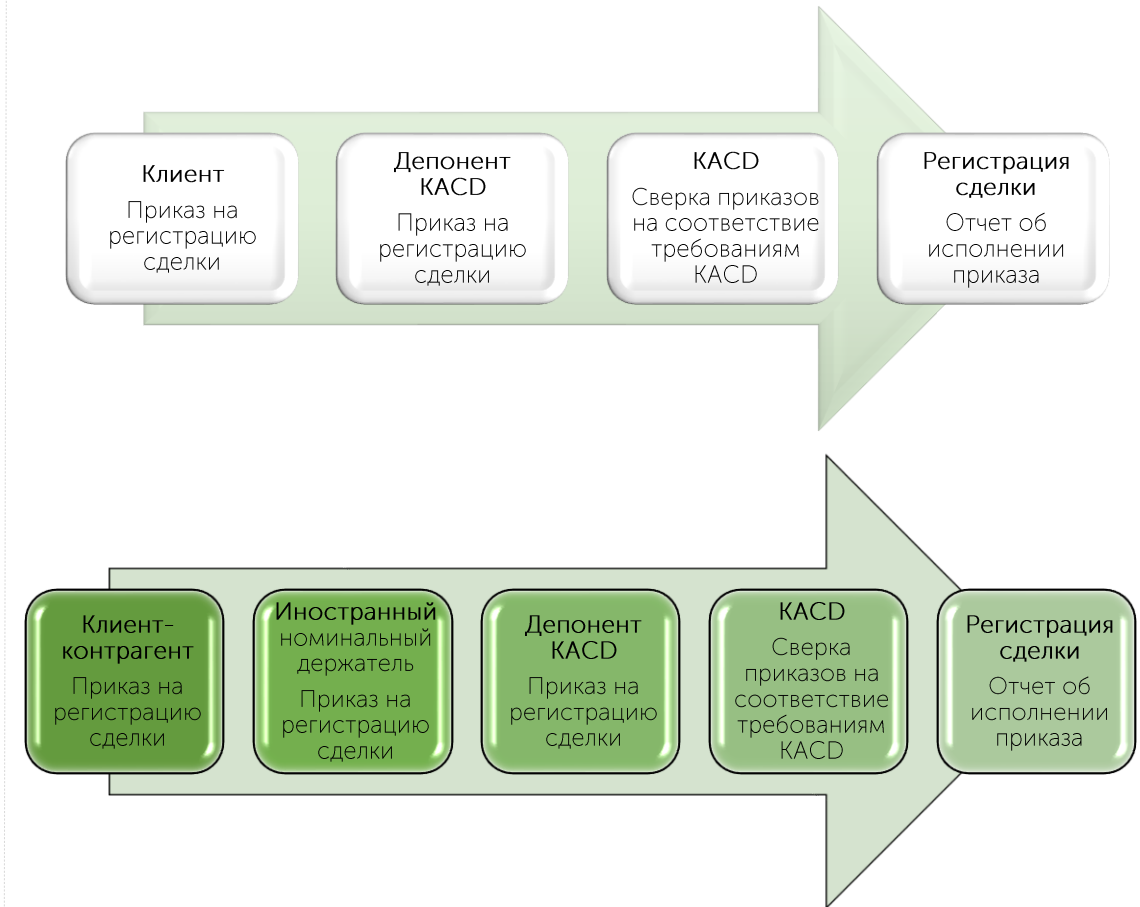 Клиент
Приказ на
регистрацию
сделки
Депонент
KACD
Приказ на
регистрацию
сделки
KACD
Сверка приказов
на соответствие
требованиям
KACD
Регистрация
сделки
Отчет об
исполнении
приказа
Клиент-
контрагент
Приказ на
регистрацию
сделки
Иностранный
номинальный
держатель
Приказ на
регистрацию
сделки
Депонент
KACD
Приказ на
регистрацию
сделки
KACD
Сверка
приказов на
соответствие
требованиям
KACD
Регистрация
сделки
Отчет об
исполнении
приказа